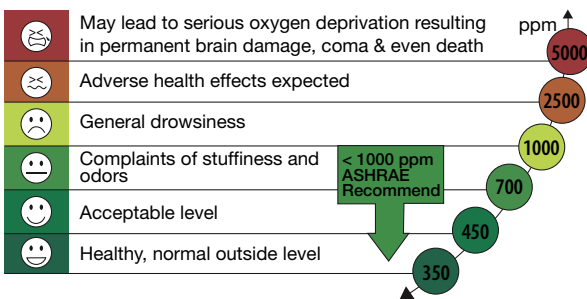 May lead to serious oxygen deprivation resulting
in permanent brain damage, coma & even death
ppm
5000
Adverse health effects expected
2500
General drowsiness
1000
Complaints of stuffiness and
odors
< 1000 ppm
ASHRAE
Recommend
700
Acceptable level
450
Healthy, normal outside level
350